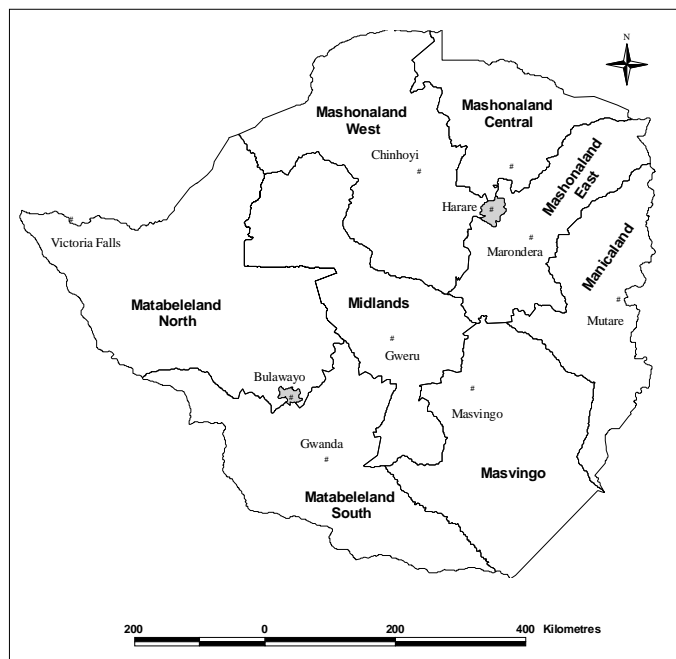 N
Mashonaland
West
Mashonaland
Central
Chinhoyi
#
#
Mashonaland
East
Harare
#
Manicaland
#
Victoria Falls
Marondera
#
Matabeleland
North
Midlands
#
Mutare
#
Gweru
Bulawayo
#
#
Masvingo
Gwanda
#
Masvingo
Matabeleland
South
200 0 200 400 Kilometres